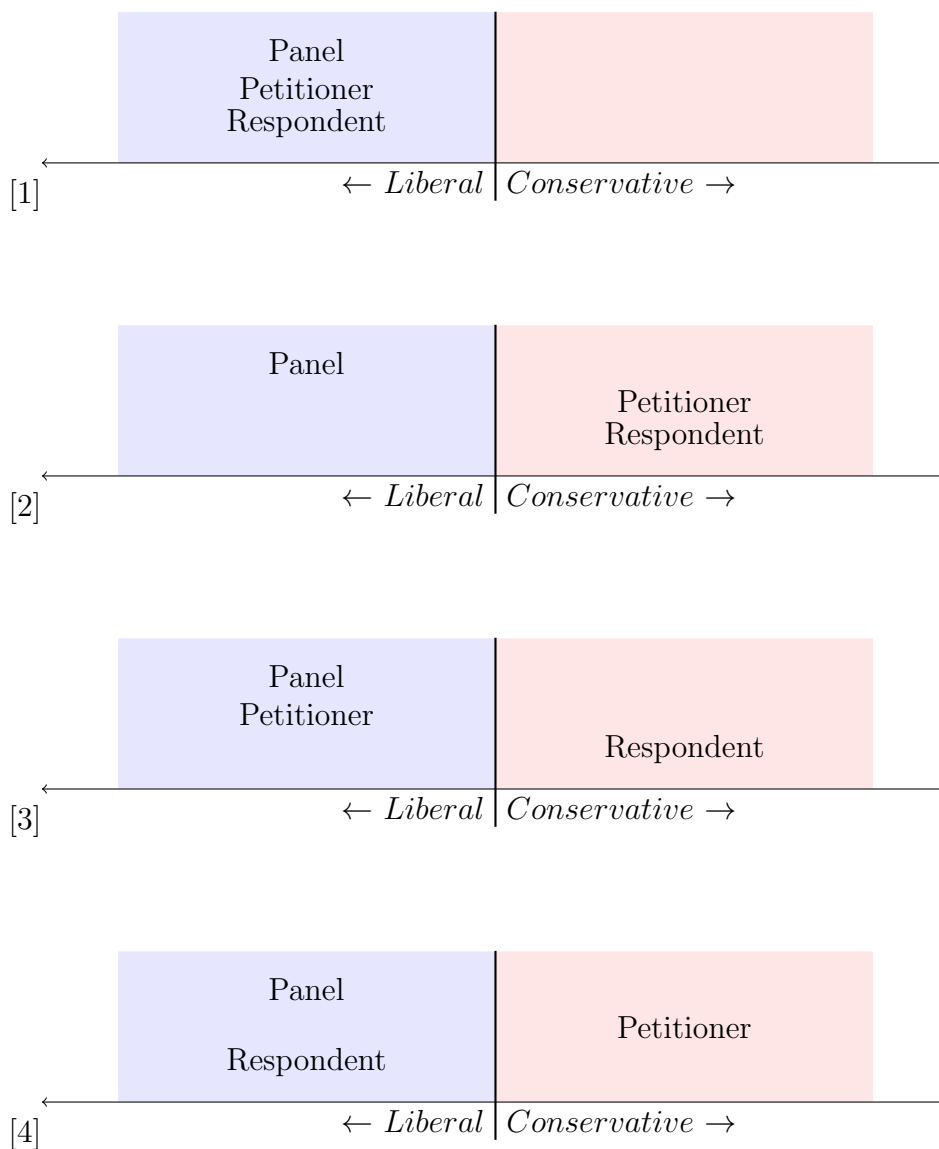 Panel
Petitioner
Respondent
[1]
← Liberal Conservative →
Panel
Petitioner
Respondent
[2]
← Liberal Conservative →
Panel
Petitioner
Respondent
[3]
← Liberal Conservative →
Panel
Petitioner
Respondent
[4]
← Liberal Conservative →